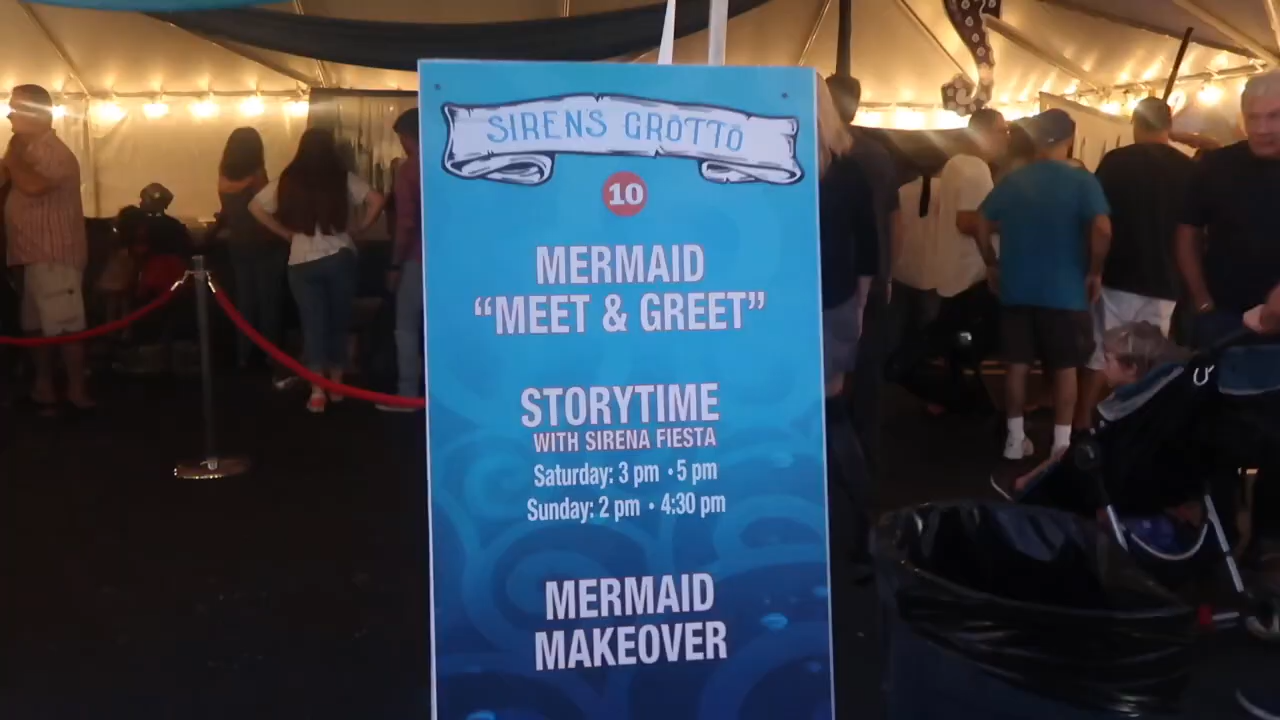 SIREN'S GROTTO
10
MERMAID
“MEET & GREET”
STORYTIME
WITH SIRENA FIESTA
Saturday: 3 pm • 5 pm
Sunday: 2 pm • 4:30 pm
MERMAID
MAKEOVER